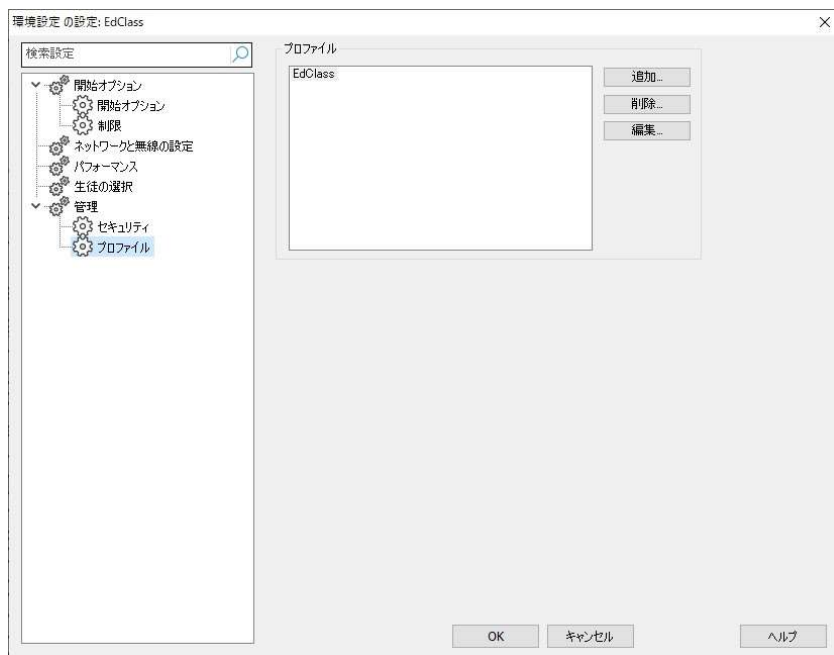 環境設定 の設定: EdClass
検索設定
開始オプション
開始オプション
制限
ネットワークと無線の設定
パフォーマンス
生徒の選択
管理
セキュリティ
プロファイル
プロファイル
EdClass
追加...
削除...
編集...
OK
キャンセル
ヘルプ